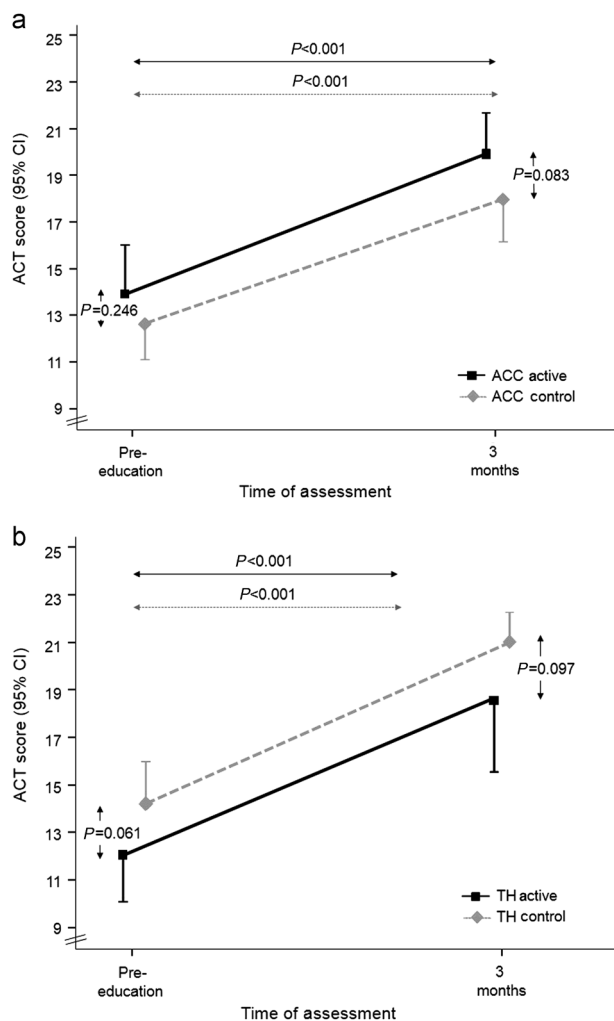 a
25
23
21
19
17
15
13
11
9
ACT score (95% CI)
P<0.001
P<0.001
P=0.083
P=0.246
ACC active
ACC control
Pre-
education
3
months
Time of assessment
b
25
23
21
19
17
15
13
11
9
ACT score (95% CI)
P<0.001
P<0.001
P=0.097
P=0.061
TH active
TH control
Pre-
education
3
months
Time of assessment